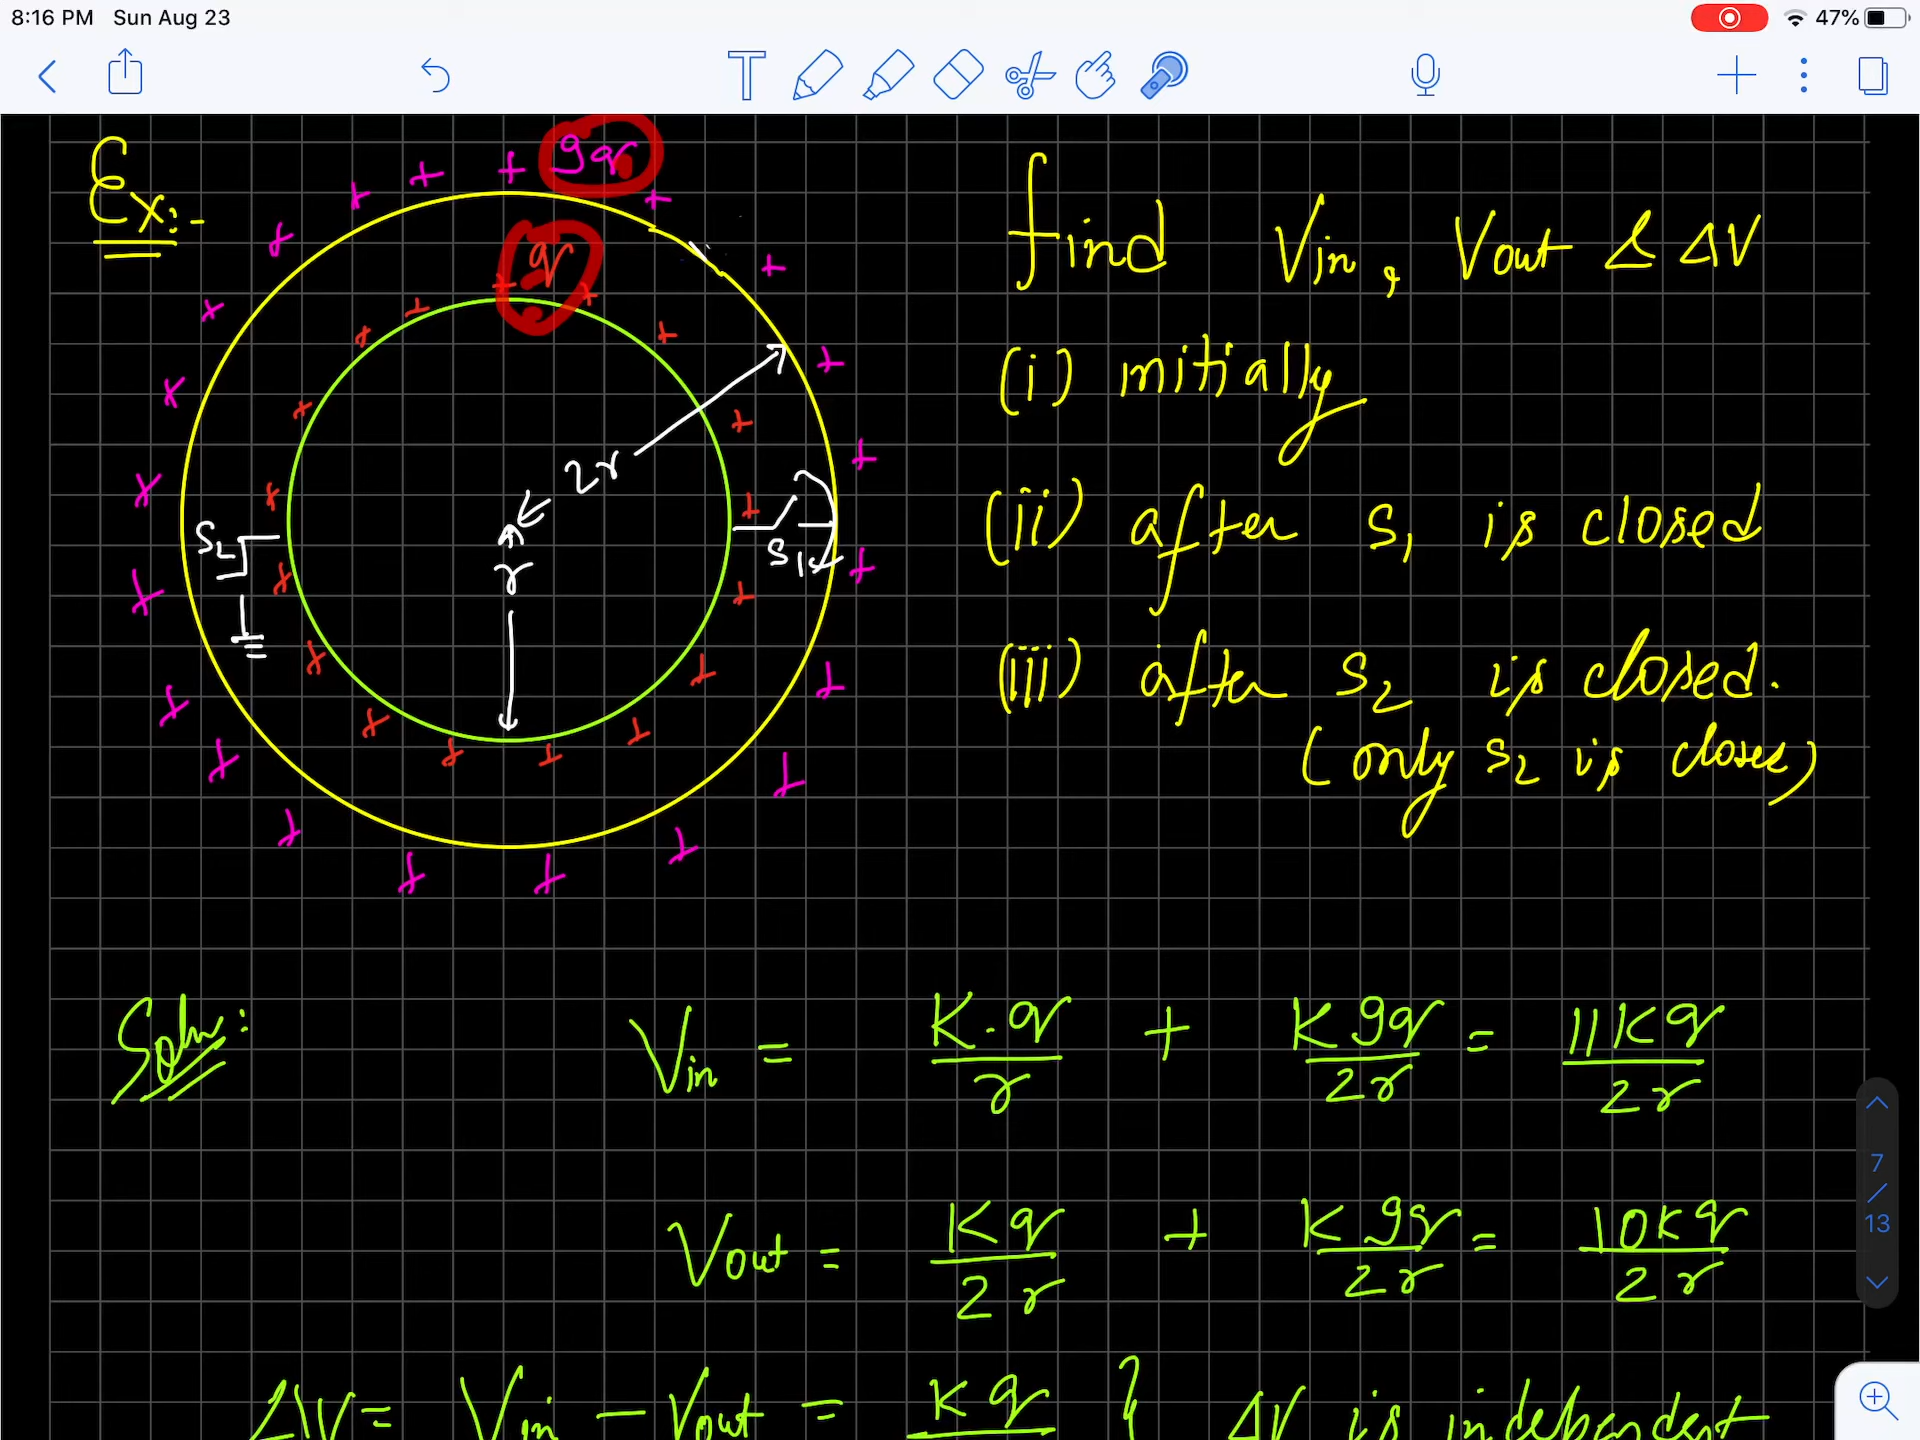 8:16 PM Sun Aug 23
47%
T
Ex:-
9q
q
find Vin, Vout & ΔV
(i) initially
2r
(ii) after S1 is closed
S2
S1
r
(iii) after S2 is closed.
(only S2 is closed)
Soln:
Vin = K.q/r + K9q/2r = 11Kq/2r
7/13
Vout = Kq/2r + K9q/2r = 10Kq/2r
ΔV = Vin - Vout = Kq } ΔV is independent